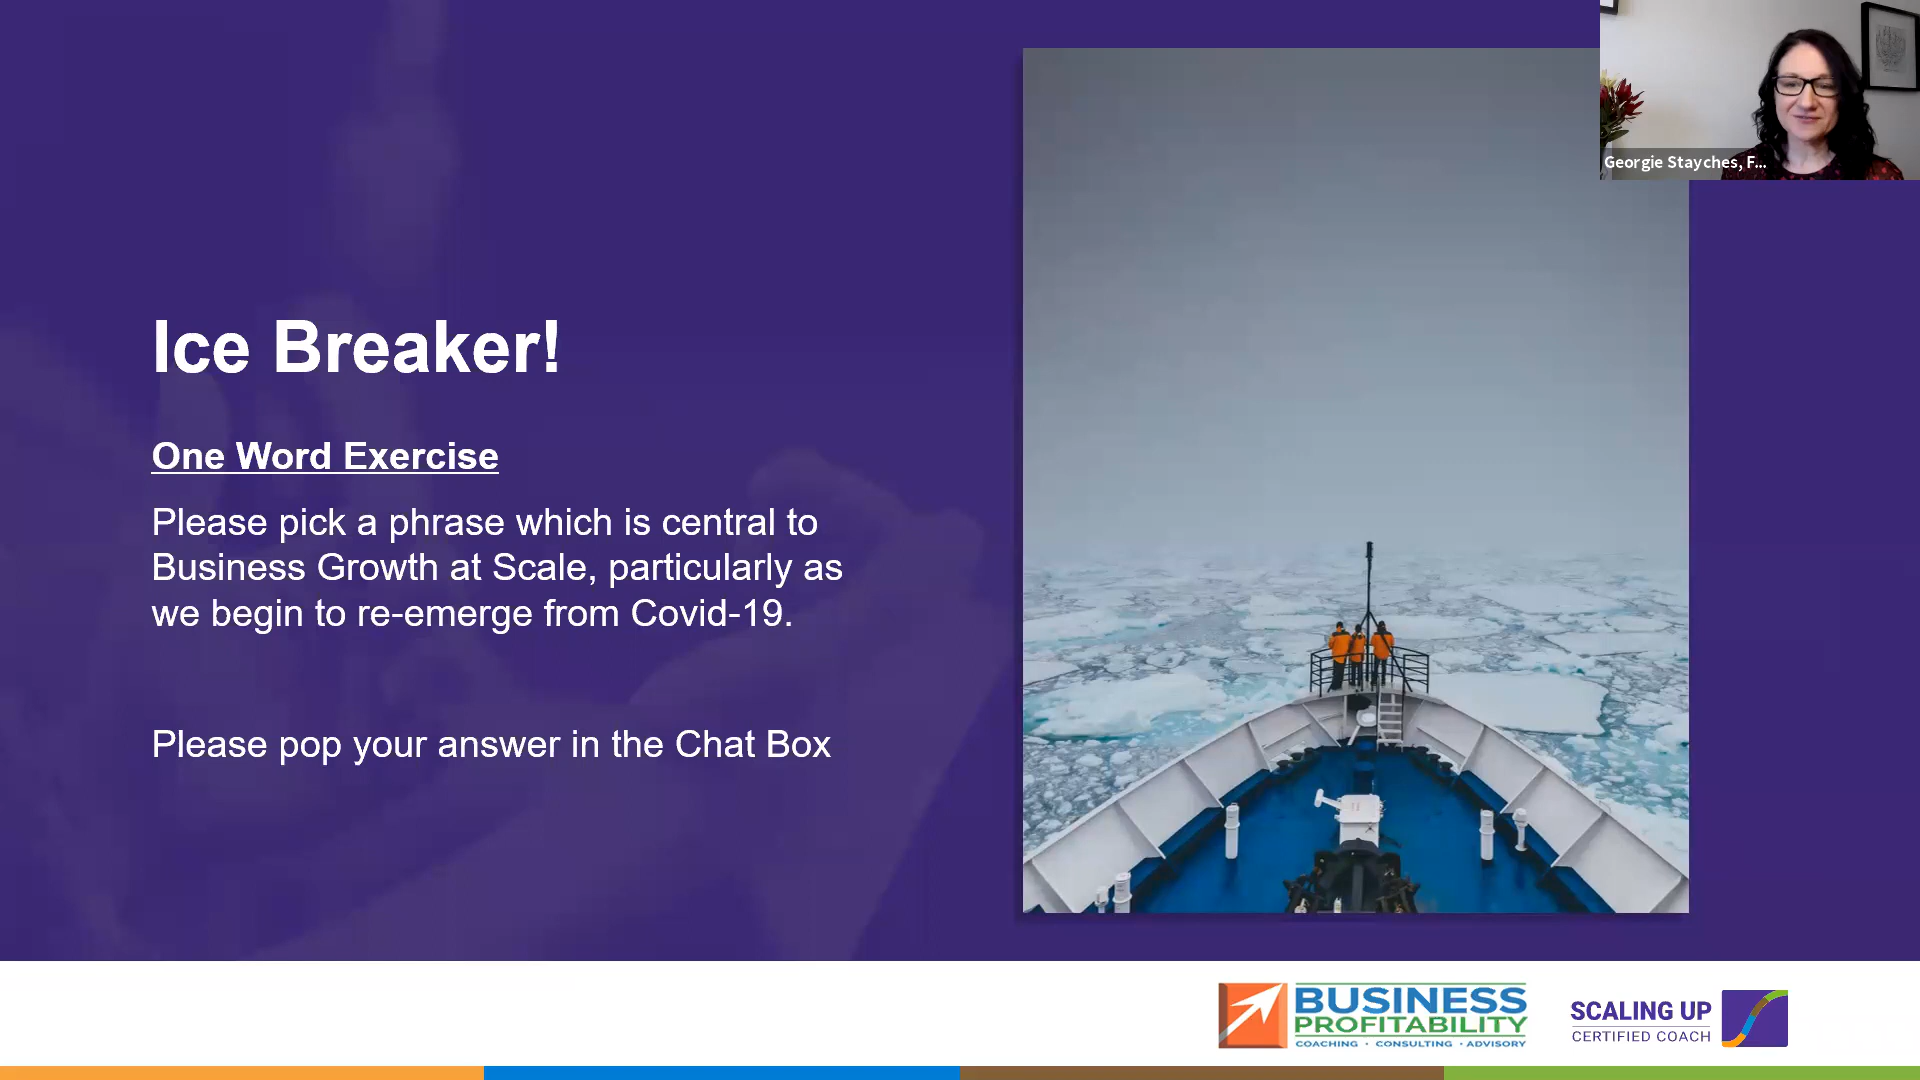 Georgie Stayches, F...
Ice Breaker!
One Word Exercise
Please pick a phrase which is central to
Business Growth at Scale, particularly as
we begin to re-emerge from Covid-19.
Please pop your answer in the Chat Box
BUSINESS
PROFITABILITY
COACHING · CONSULTING · ADVISORY
SCALING UP
CERTIFIED COACH